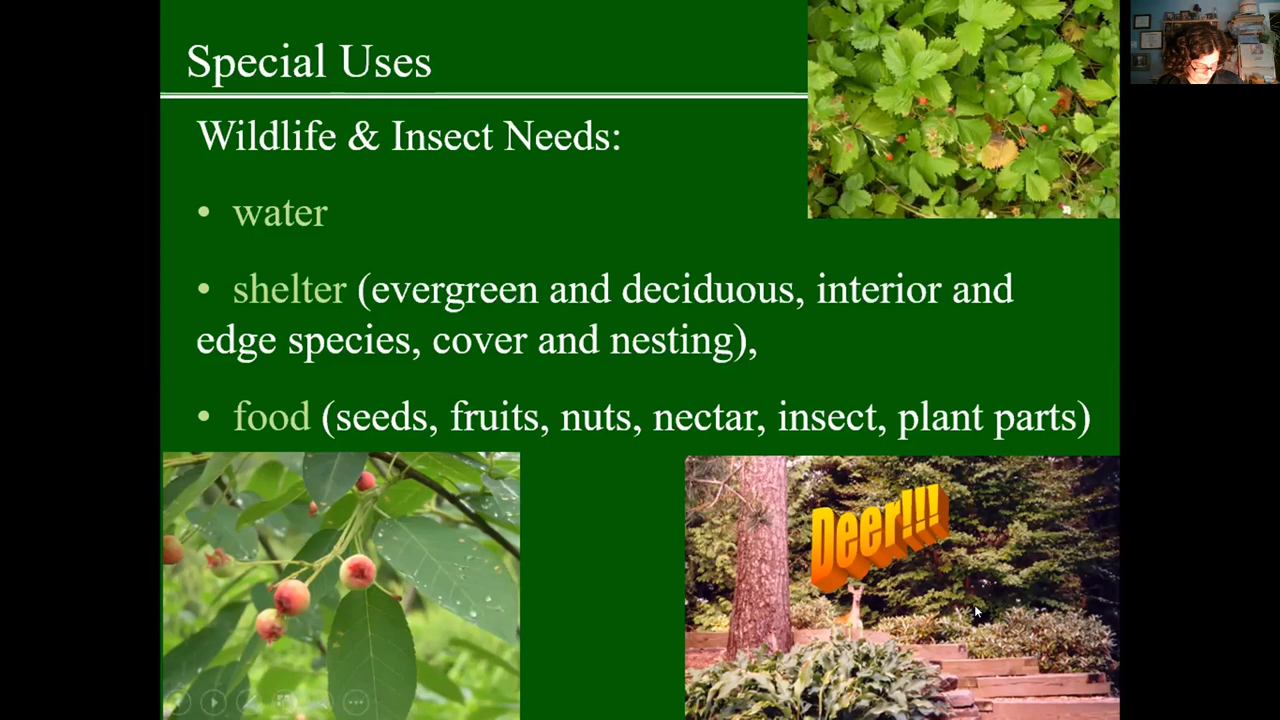 Special Uses
Wildlife & Insect Needs:
• water
• shelter (evergreen and deciduous, interior and
edge species, cover and nesting),
• food (seeds, fruits, nuts, nectar, insect, plant parts)
Deer!!!